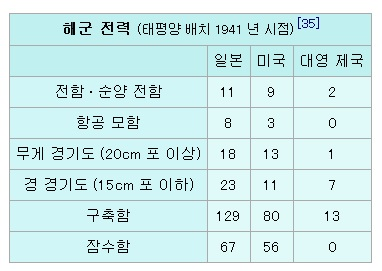 해군 전력 (태평양 배치 1941 년 시점) [35]
일본 미국 대영 제국
전함 · 순양 전함 11 9 2
항공 모함 8 3 0
무게 경기도 (20cm 포 이상) 18 13 1
경 경기도 (15cm 포 이하) 23 11 7
구축함 129 80 13
잠수함 67 56 0